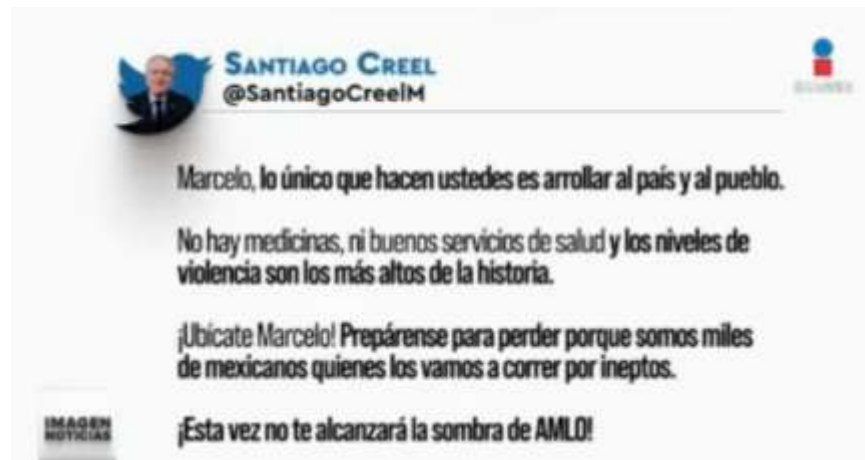 SANTIAGO CREEL
@SantiagoCreelM
Marcelo, lo único que hacen ustedes es arrollar al país y al pueblo.
No hay medicinas, ni buenos servicios de salud y los niveles de
violencia son los más altos de la historia.
¡Ubícate Marcelo! Prepárense para perder porque somos miles
de mexicanos quienes los vamos a correr por ineptos.
IMAGEN
NOTICIAS
¡Esta vez no te alcanzará la sombra de AMLO!